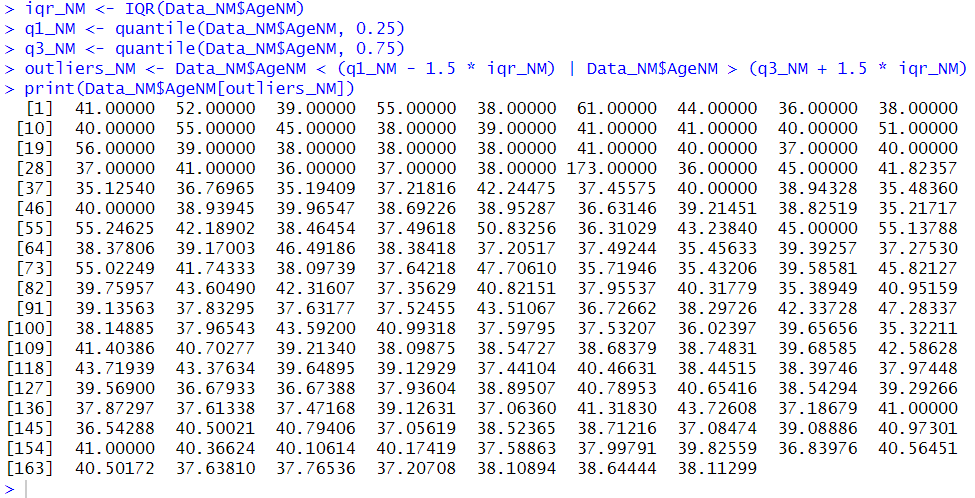 > iqr_NM <- IQR(Data_NM$AgeNM)
> q1_NM <- quantile(Data_NM$AgeNM, 0.25)
> q3_NM <- quantile(Data_NM$AgeNM, 0.75)
> outliers_NM <- Data_NM$AgeNM < (q1_NM - 1.5 * iqr_NM) | Data_NM$AgeNM > (q3_NM + 1.5 * iqr_NM)
> print(Data_NM$AgeNM[outliers_NM])
[1] 41.00000 52.00000 39.00000 55.00000 38.00000 61.00000 44.00000 36.00000 38.00000
[10] 40.00000 55.00000 45.00000 38.00000 39.00000 41.00000 41.00000 40.00000 51.00000
[19] 56.00000 39.00000 38.00000 38.00000 38.00000 41.00000 40.00000 37.00000 40.00000
[28] 37.00000 41.00000 36.00000 37.00000 38.00000 173.00000 36.00000 45.00000 41.82357
[37] 35.12540 36.76965 35.19409 37.21816 42.24475 37.45575 40.00000 38.94328 35.48360
[46] 40.00000 38.93945 39.96547 38.69226 38.95287 36.63146 39.21451 38.82519 35.21717
[55] 55.24625 42.18902 38.46454 37.49618 50.83256 36.31029 43.23840 45.00000 55.13788
[64] 38.37806 39.17003 46.49186 38.38418 37.20517 37.49244 35.45633 39.39257 37.27530
[73] 55.02249 41.74333 38.09739 37.64218 47.70610 35.71946 35.43206 39.58581 45.82127
[82] 39.75957 43.60490 42.31607 37.35629 40.82151 37.95537 40.31779 35.38949 40.95159
[91] 39.13563 37.83295 37.63177 37.52455 43.51067 36.72662 38.29726 42.33728 47.28337
[100] 38.14885 37.96543 43.59200 40.99318 37.59795 37.53207 36.02397 39.65656 35.32211
[109] 41.40386 40.70277 39.21340 38.09875 38.54727 38.68379 38.74831 39.68585 42.58628
[118] 43.71939 43.37634 39.64895 39.12929 37.44104 40.46631 38.44515 38.39746 37.97448
[127] 39.56900 36.67933 36.67388 37.93604 38.89507 40.78953 40.65416 38.54294 39.29266
[136] 37.87297 37.61338 37.47168 39.12631 37.06360 41.31830 43.72608 37.18679 41.00000
[145] 36.54288 40.50021 40.79406 37.05619 38.52365 38.71216 37.08474 39.08886 40.97301
[154] 41.00000 40.36624 40.10614 40.17419 37.58863 37.99791 39.82559 36.83976 40.56451
[163] 40.50172 37.63810 37.76536 37.20708 38.10894 38.64444 38.11299
>